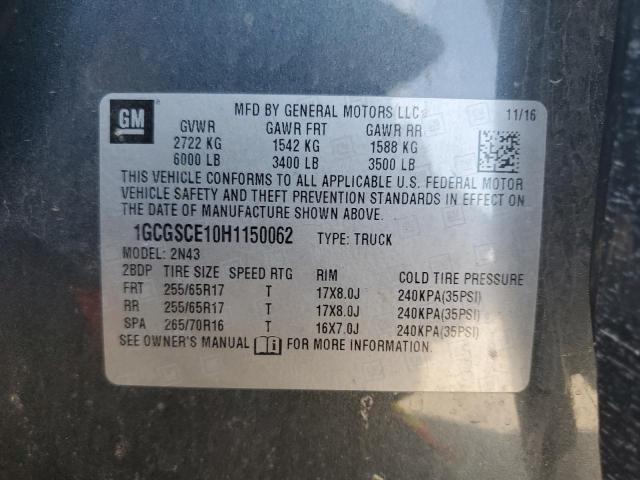 GM
MFD BY GENERAL MOTORS LLC
11/16
GVWR GAWR FRT GAWR RR
2722 KG 1542 KG 1588 KG
6000 LB 3400 LB 3500 LB
THIS VEHICLE CONFORMS TO ALL APPLICABLE U.S. FEDERAL MOTOR
VEHICLE SAFETY AND THEFT PREVENTION STANDARDS IN EFFECT ON
THE DATE OF MANUFACTURE SHOWN ABOVE.
1GCGSCE10H1150062 TYPE: TRUCK
MODEL: 2N43
2BDP TIRE SIZE SPEED RTG RIM COLD TIRE PRESSURE
FRT 255/65R17 T 17X8.0J 240KPA(35PSI)
RR 255/65R17 T 17X8.0J 240KPA(35PSI)
SPA 265/70R16 T 16X7.0J 240KPA(35PSI)
SEE OWNER'S MANUAL FOR MORE INFORMATION.